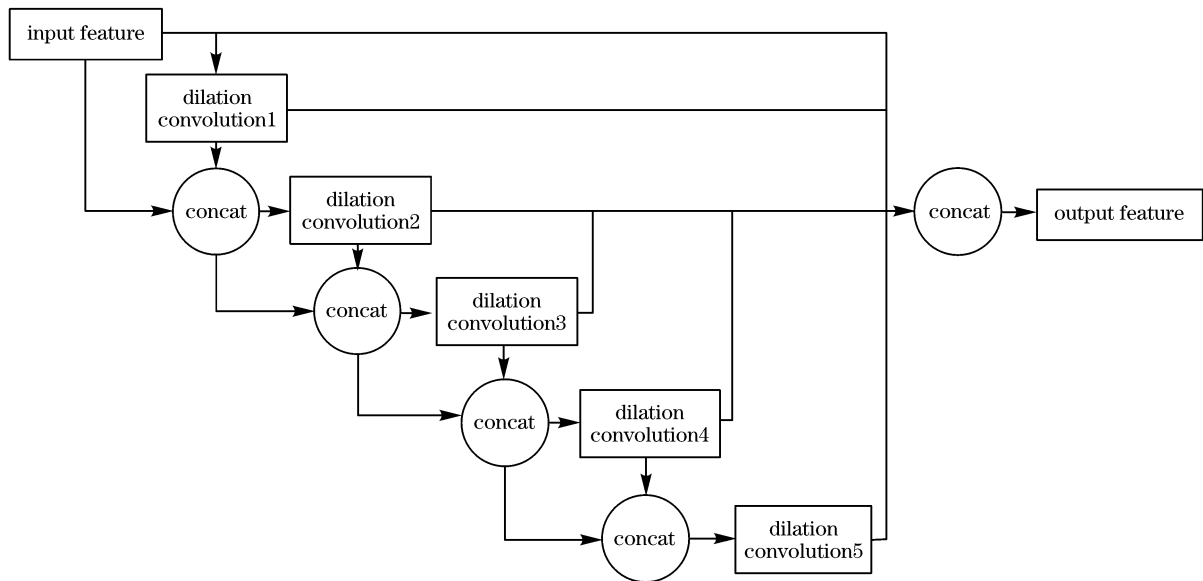 input feature
dilation
convolution1
concat
dilation
convolution2
concat
output feature
concat
dilation
convolution3
concat
dilation
convolution4
concat
dilation
convolution5